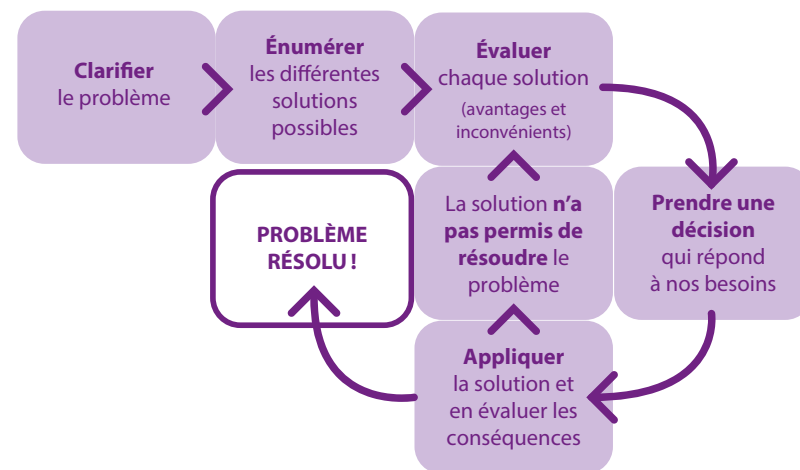 Clarifier
le problème
Énumérer
les différentes
solutions
possibles
Évaluer
chaque solution
(avantages et
inconvénients)
Prendre une
décision
qui répond
à nos besoins
Appliquer
la solution et
en évaluer les
conséquences
La solution n’a
pas permis de
résoudre le
problème
PROBLÈME
RÉSOLU !